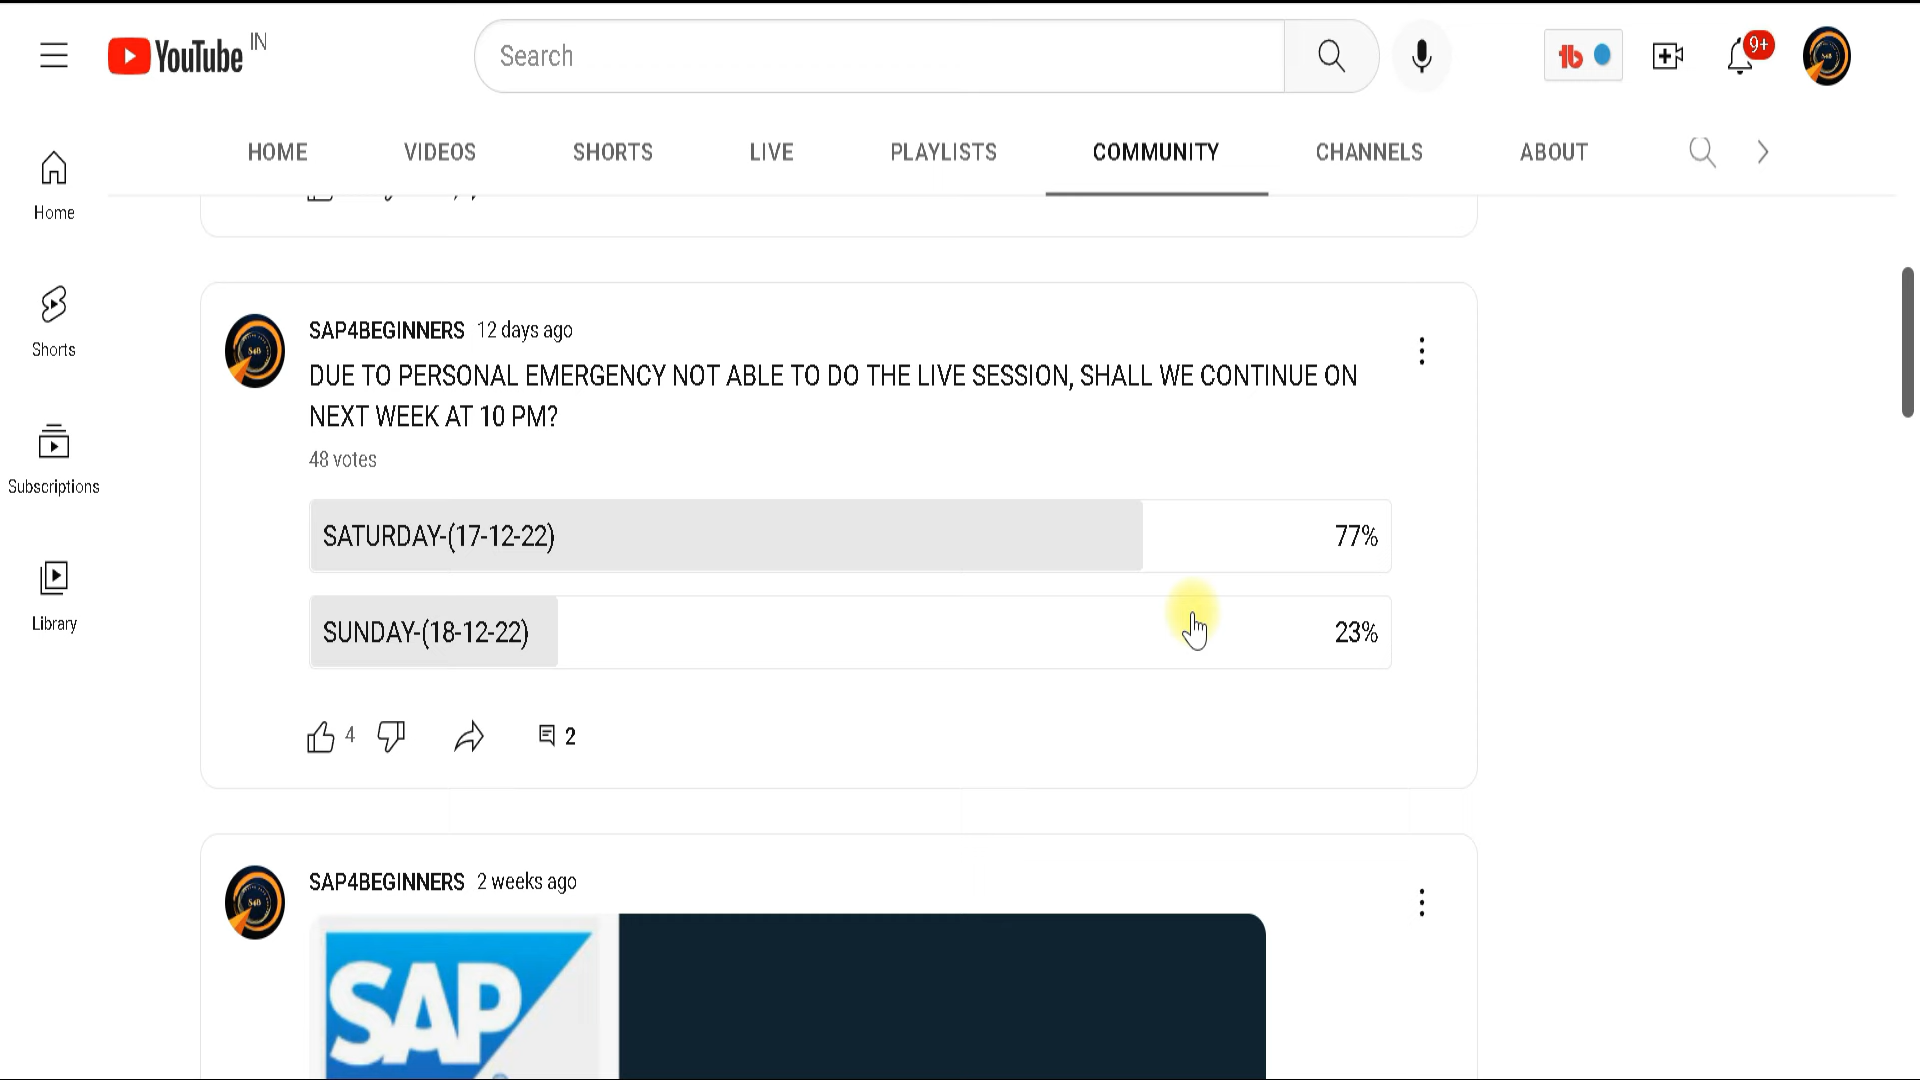 YouTube IN
Search
9+
HOME VIDEOS SHORTS LIVE PLAYLISTS COMMUNITY CHANNELS ABOUT
Home
Shorts
Subscriptions
Library
SAP4BEGINNERS 12 days ago
DUE TO PERSONAL EMERGENCY NOT ABLE TO DO THE LIVE SESSION, SHALL WE CONTINUE ON
NEXT WEEK AT 10 PM?
48 votes
SATURDAY-(17-12-22) 77%
SUNDAY-(18-12-22) 23%
4 2
SAP4BEGINNERS 2 weeks ago
SAP